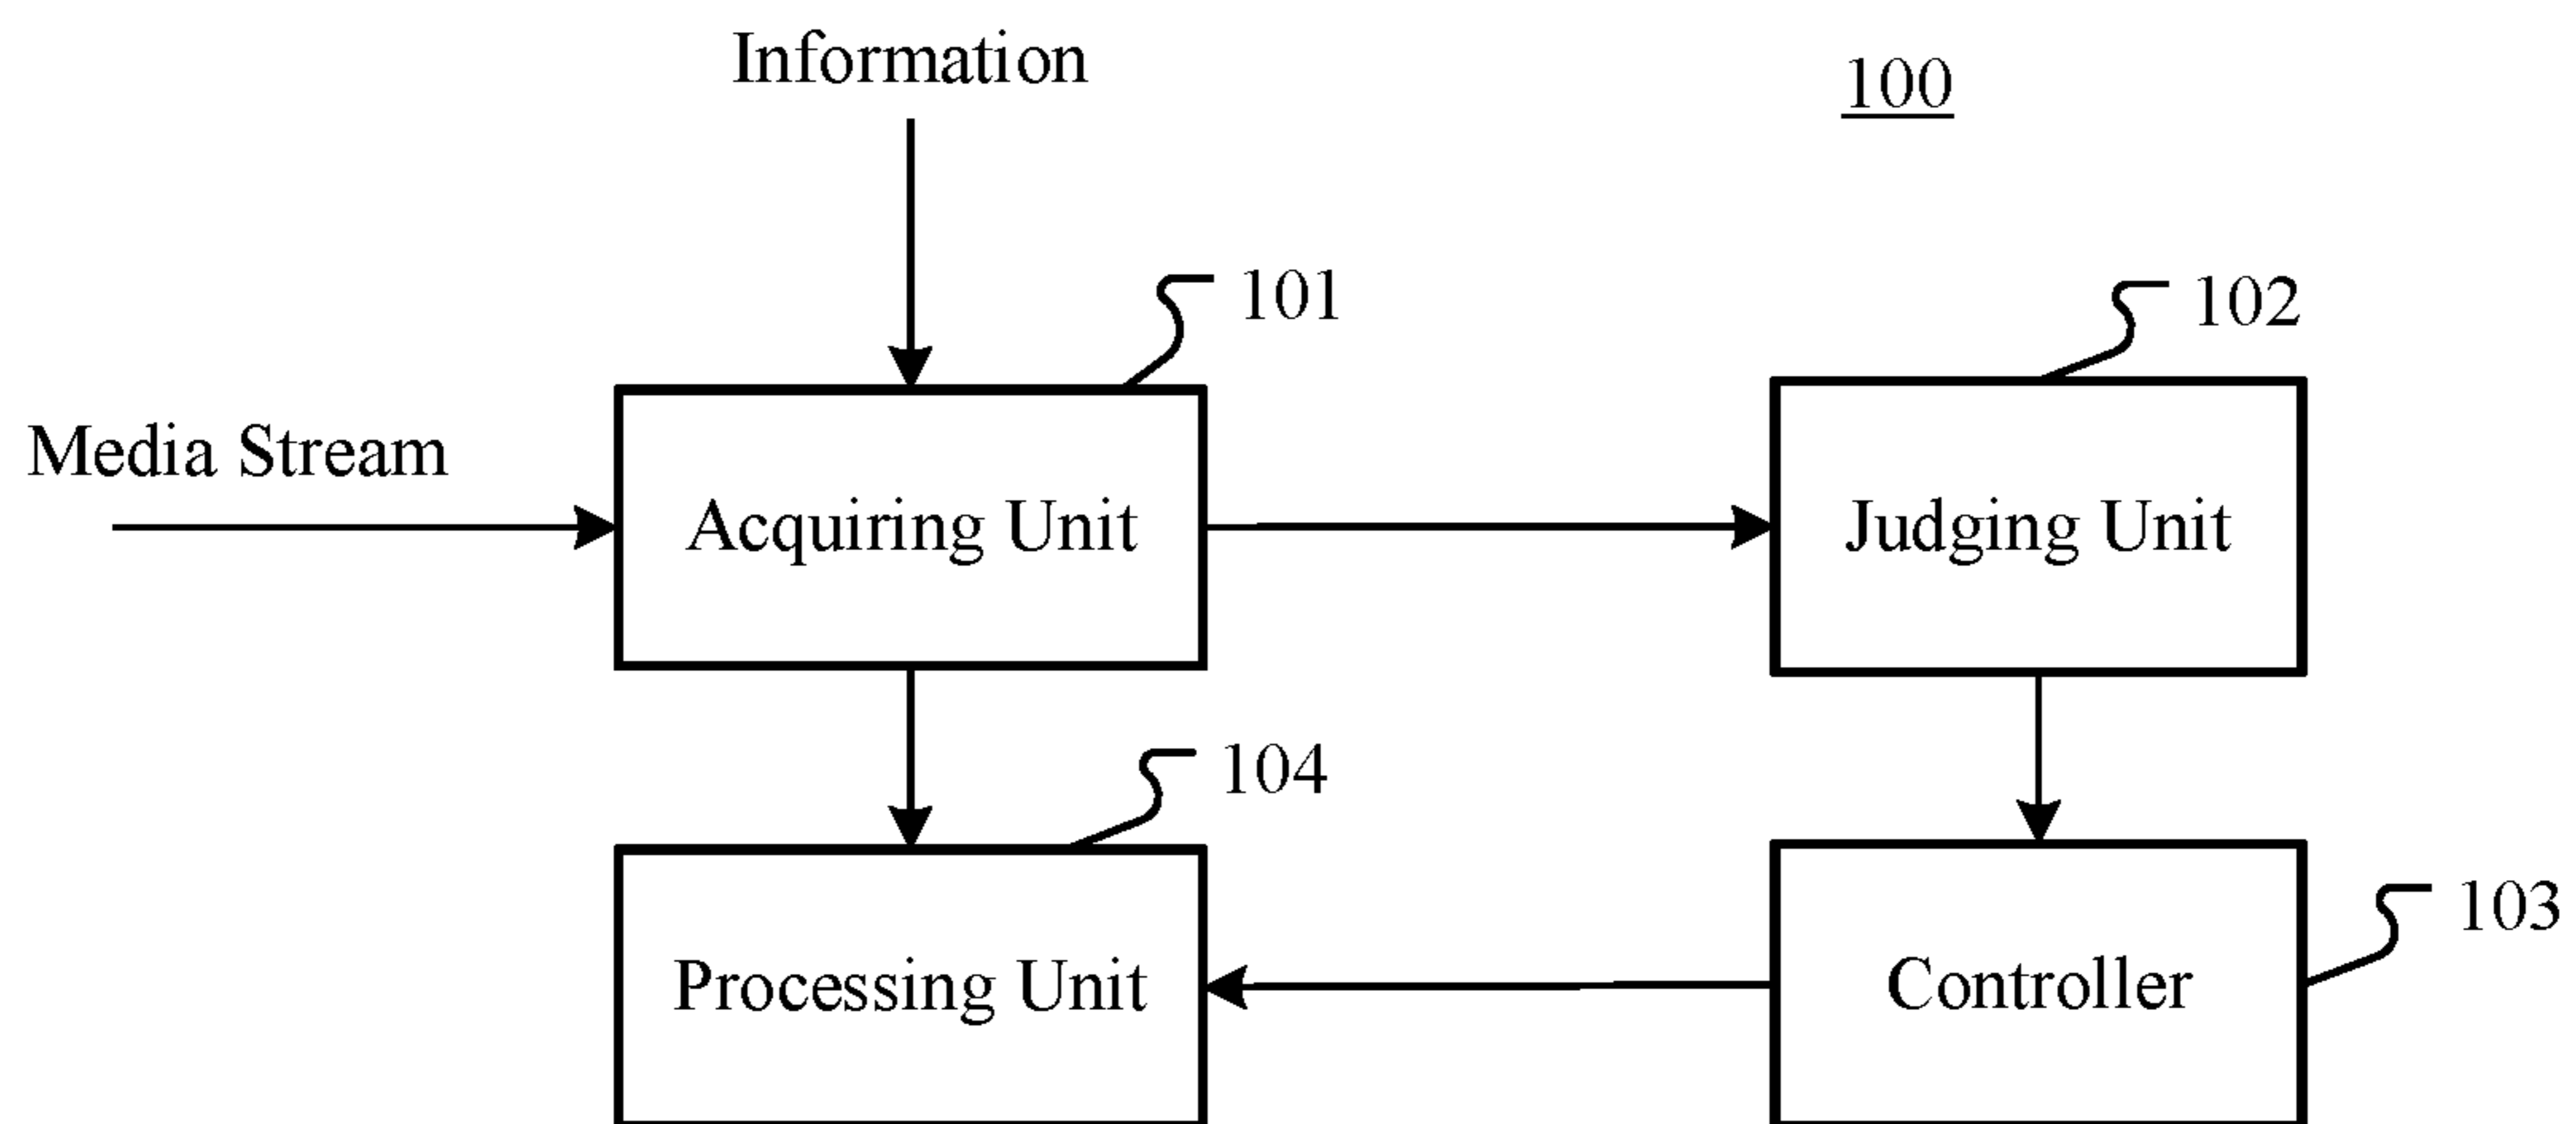 Information
100
101
102
Media Stream
Acquiring Unit
Judging Unit
104
103
Processing Unit
Controller